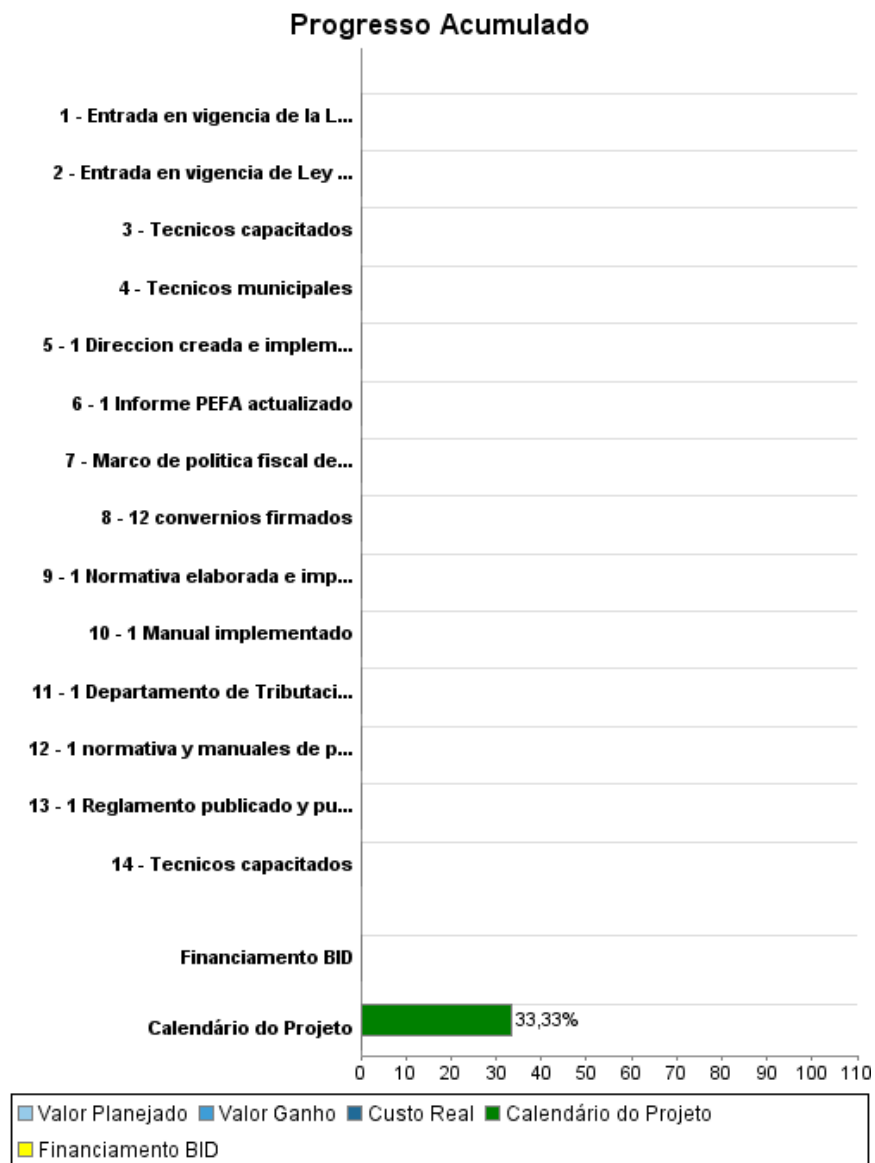 Progresso Acumulado
1 - Entrada en vigencia de la L...
2 - Entrada en vigencia de Ley ...
3 - Tecnicos capacitados
4 - Tecnicos municipales
5 - 1 Direccion creada e implem...
6 - 1 Informe PEFA actualizado
7 - Marco de politica fiscal de...
8 - 12 convernios firmados
9 - 1 Normativa elaborada e imp...
10 - 1 Manual implementado
11 - 1 Departamento de Tributaci...
12 - 1 normativa y manuales de p...
13 - 1 Reglamento publicado y pu...
14 - Tecnicos capacitados
Financiamento BID
Calendário do Projeto 33,33%
0 10 20 30 40 50 60 70 80 90 100 110
Valor Planejado Valor Ganho Custo Real Calendário do Projeto
Financiamento BID